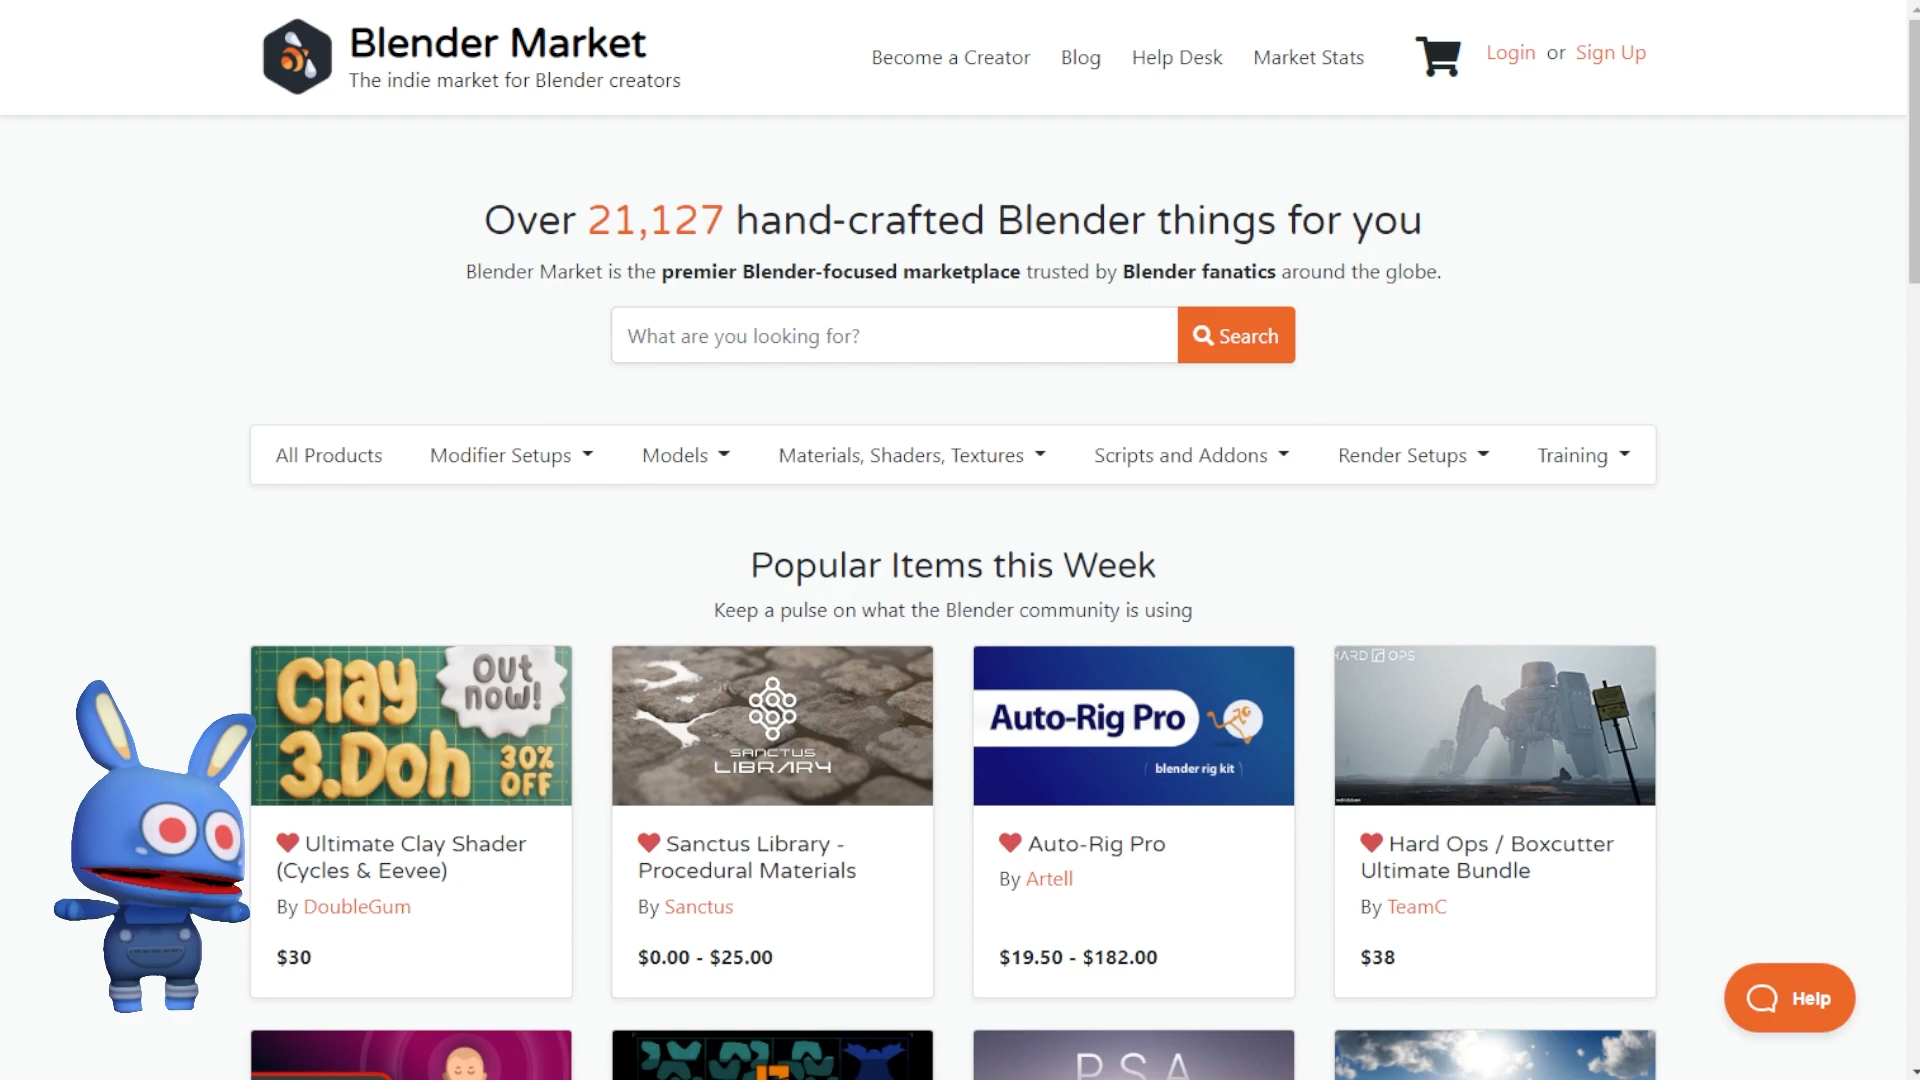 Blender Market
The indie market for Blender creators
Become a Creator
Blog
Help Desk
Market Stats
Login or Sign Up
Over 21,127 hand-crafted Blender things for you
Blender Market is the premier Blender-focused marketplace trusted by Blender fanatics around the globe.
What are you looking for?
Search
All Products
Modifier Setups
Models
Materials, Shaders, Textures
Scripts and Addons
Render Setups
Training
Popular Items this Week
Keep a pulse on what the Blender community is using
Clay
3.Doh
Out
now!
30%
OFF
Ultimate Clay Shader
(Cycles & Eevee)
By DoubleGum
$30
SANCTUS
LIBRARY
Sanctus Library -
Procedural Materials
By Sanctus
$0.00 - $25.00
Auto-Rig Pro
blender rig kit
Auto-Rig Pro
By Artell
$19.50 - $182.00
HARD OPS
Hard Ops / Boxcutter
Ultimate Bundle
By TeamC
$38
PSA
Help